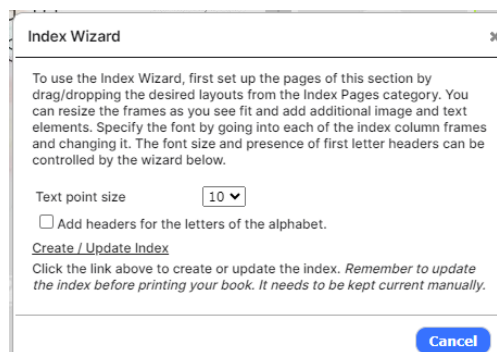 Index Wizard
To use the Index Wizard, first set up the pages of this section by
drag/dropping the desired layouts from the Index Pages category. You
can resize the frames as you see fit and add additional image and text
elements. Specify the font by going into each of the index column frames
and changing it. The font size and presence of first letter headers can be
controlled by the wizard below.
Text point size 10
Add headers for the letters of the alphabet.
Create / Update Index
Click the link above to create or update the index. Remember to update
the index before printing your book. It needs to be kept current manually.
Cancel